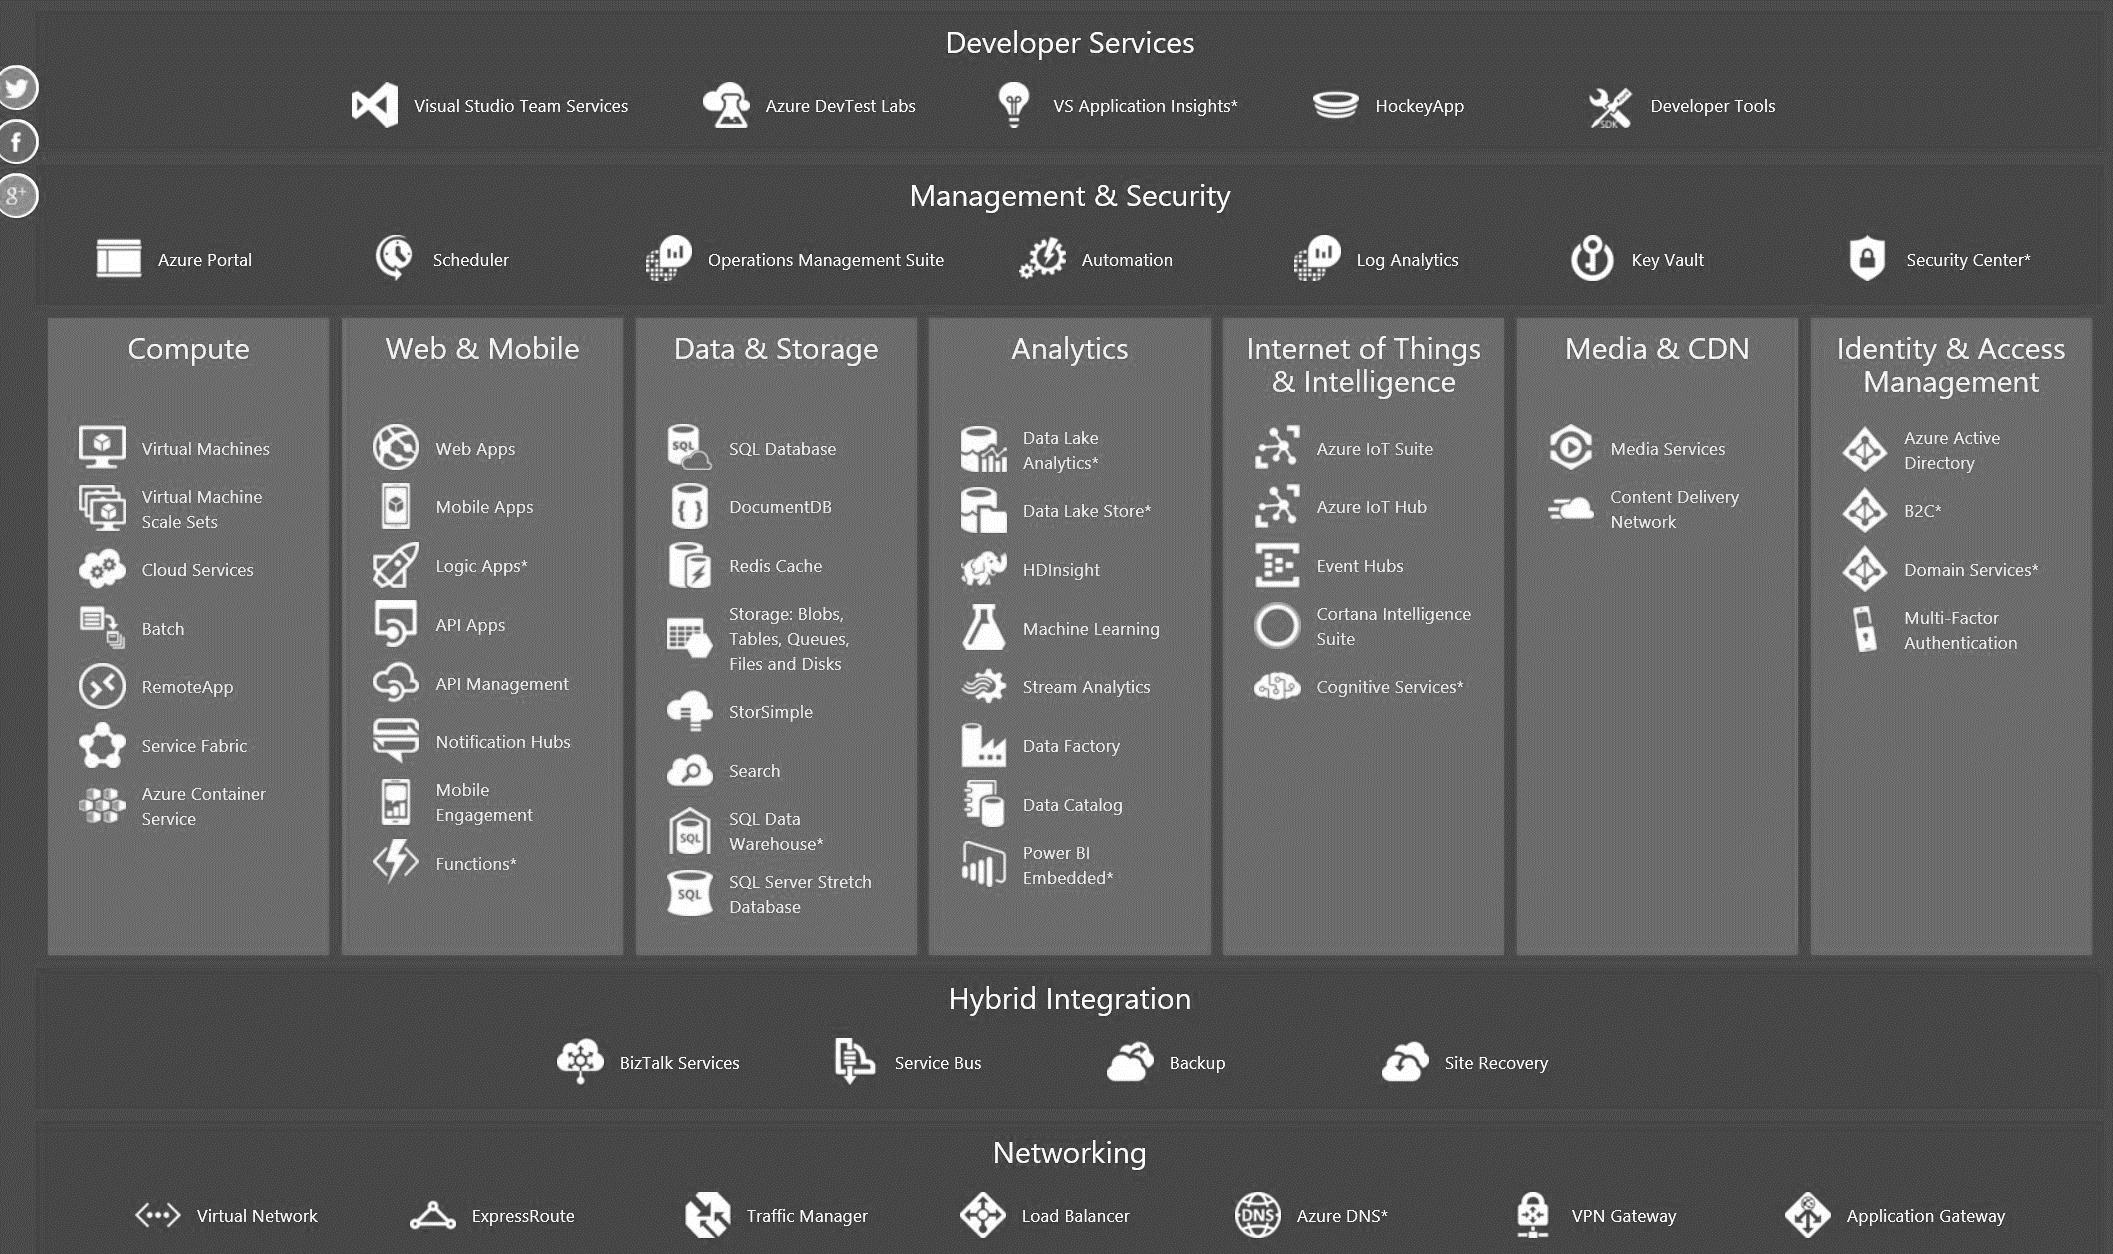 Developer Services
Visual Studio Team Services
Azure DevTest Labs
VS Application Insights*
HockeyApp
SDK
Developer Tools
f
g+
Management & Security
Azure Portal
Scheduler
Operations Management Suite
Automation
Log Analytics
Key Vault
Security Center*
Compute
Virtual Machines
Virtual Machine
Scale Sets
Cloud Services
Batch
RemoteApp
Service Fabric
Azure Container
Service
Web & Mobile
Web Apps
Mobile Apps
Logic Apps*
API Apps
API Management
Notification Hubs
Mobile
Engagement
Functions*
Data & Storage
SQL
SQL Database
{ }
DocumentDB
Redis Cache
Storage: Blobs,
Tables, Queues,
Files and Disks
StorSimple
Search
SQL
SQL Data
Warehouse*
SQL
SQL Server Stretch
Database
Analytics
Data Lake
Analytics*
Data Lake Store*
HDInsight
Machine Learning
Stream Analytics
Data Factory
Data Catalog
Power BI
Embedded*
Internet of Things
& Intelligence
Azure IoT Suite
Azure IoT Hub
Event Hubs
Cortana Intelligence
Suite
Cognitive Services*
Media & CDN
Media Services
Content Delivery
Network
Identity & Access
Management
Azure Active
Directory
B2C*
Domain Services*
Multi-Factor
Authentication
Hybrid Integration
BizTalk Services
Service Bus
Backup
Site Recovery
Networking
Virtual Network
ExpressRoute
Traffic Manager
Load Balancer
DNS
Azure DNS*
VPN Gateway
Application Gateway